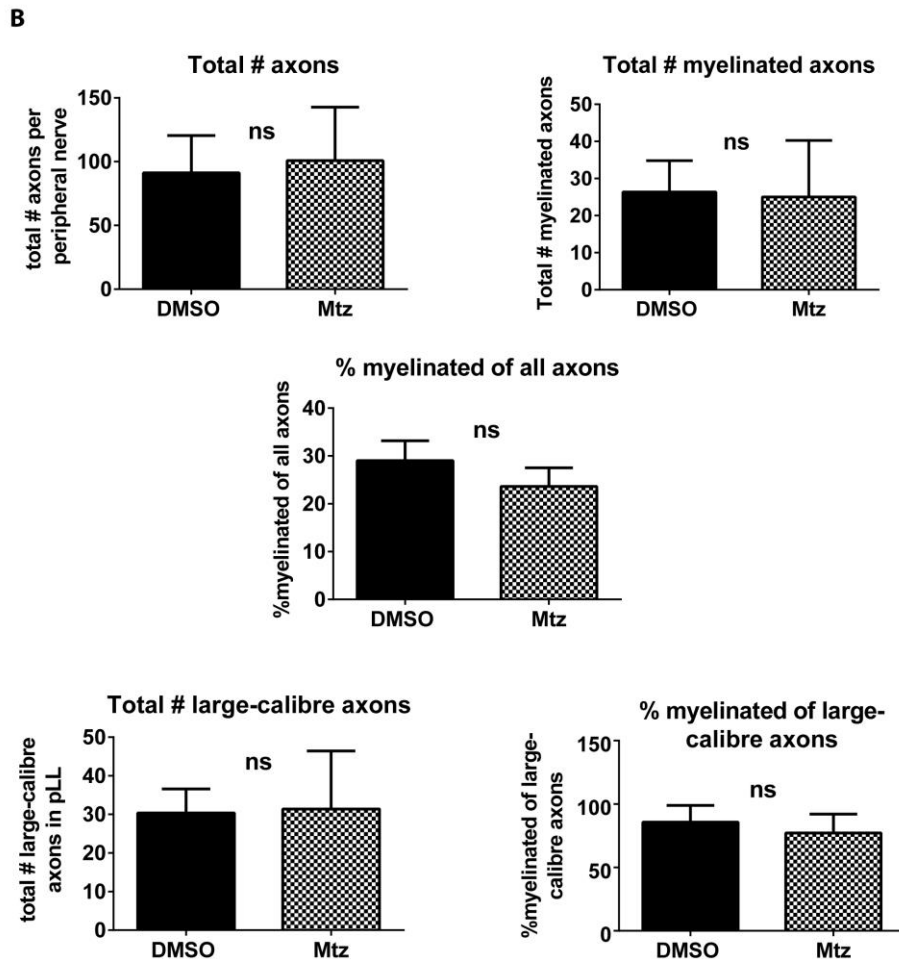 B
Total # axons
total # axons per
peripheral nerve
150
100
50
0
ns
DMSO
Mtz
Total # myelinated axons
Total # myelinated axons
50
40
30
20
10
0
ns
DMSO
Mtz
% myelinated of all axons
%myelinated of all axons
40
30
20
10
0
ns
DMSO
Mtz
Total # large-calibre axons
total # large-calibre
axons in pLL
50
40
30
20
10
0
ns
DMSO
Mtz
% myelinated of large-
calibre axons
%myelinated of large-
calibre axons
150
100
50
0
ns
DMSO
Mtz